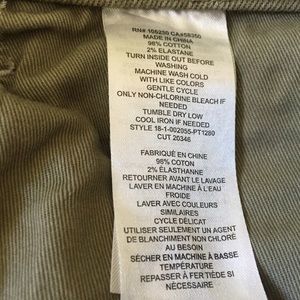 RN# 106230 CA#58350
MADE IN CHINA
98% COTTON
2% ELASTANE
TURN INSIDE OUT BEFORE
WASHING
MACHINE WASH COLD
WITH LIKE COLORS
GENTLE CYCLE
ONLY NON-CHLORINE BLEACH IF
NEEDED
TUMBLE DRY LOW
COOL IRON IF NEEDED
STYLE 18-1-002055-PT1280
CUT 20346
FABRIQUÉ EN CHINE
98% COTON
2% ÉLASTHANNE
RETOURNER AVANT LE LAVAGE
LAVER EN MACHINE À L'EAU
FROIDE
LAVER AVEC COULEURS
SIMILAIRES
CYCLE DÉLICAT
UTILISER SEULEMENT UN AGENT
DE BLANCHIMENT NON CHLORÉ
AU BESOIN
SÉCHER EN MACHINE À BASSE
TEMPÉRATURE
REPASSER À FER TIÈDE SI
NÉCESSAIRE